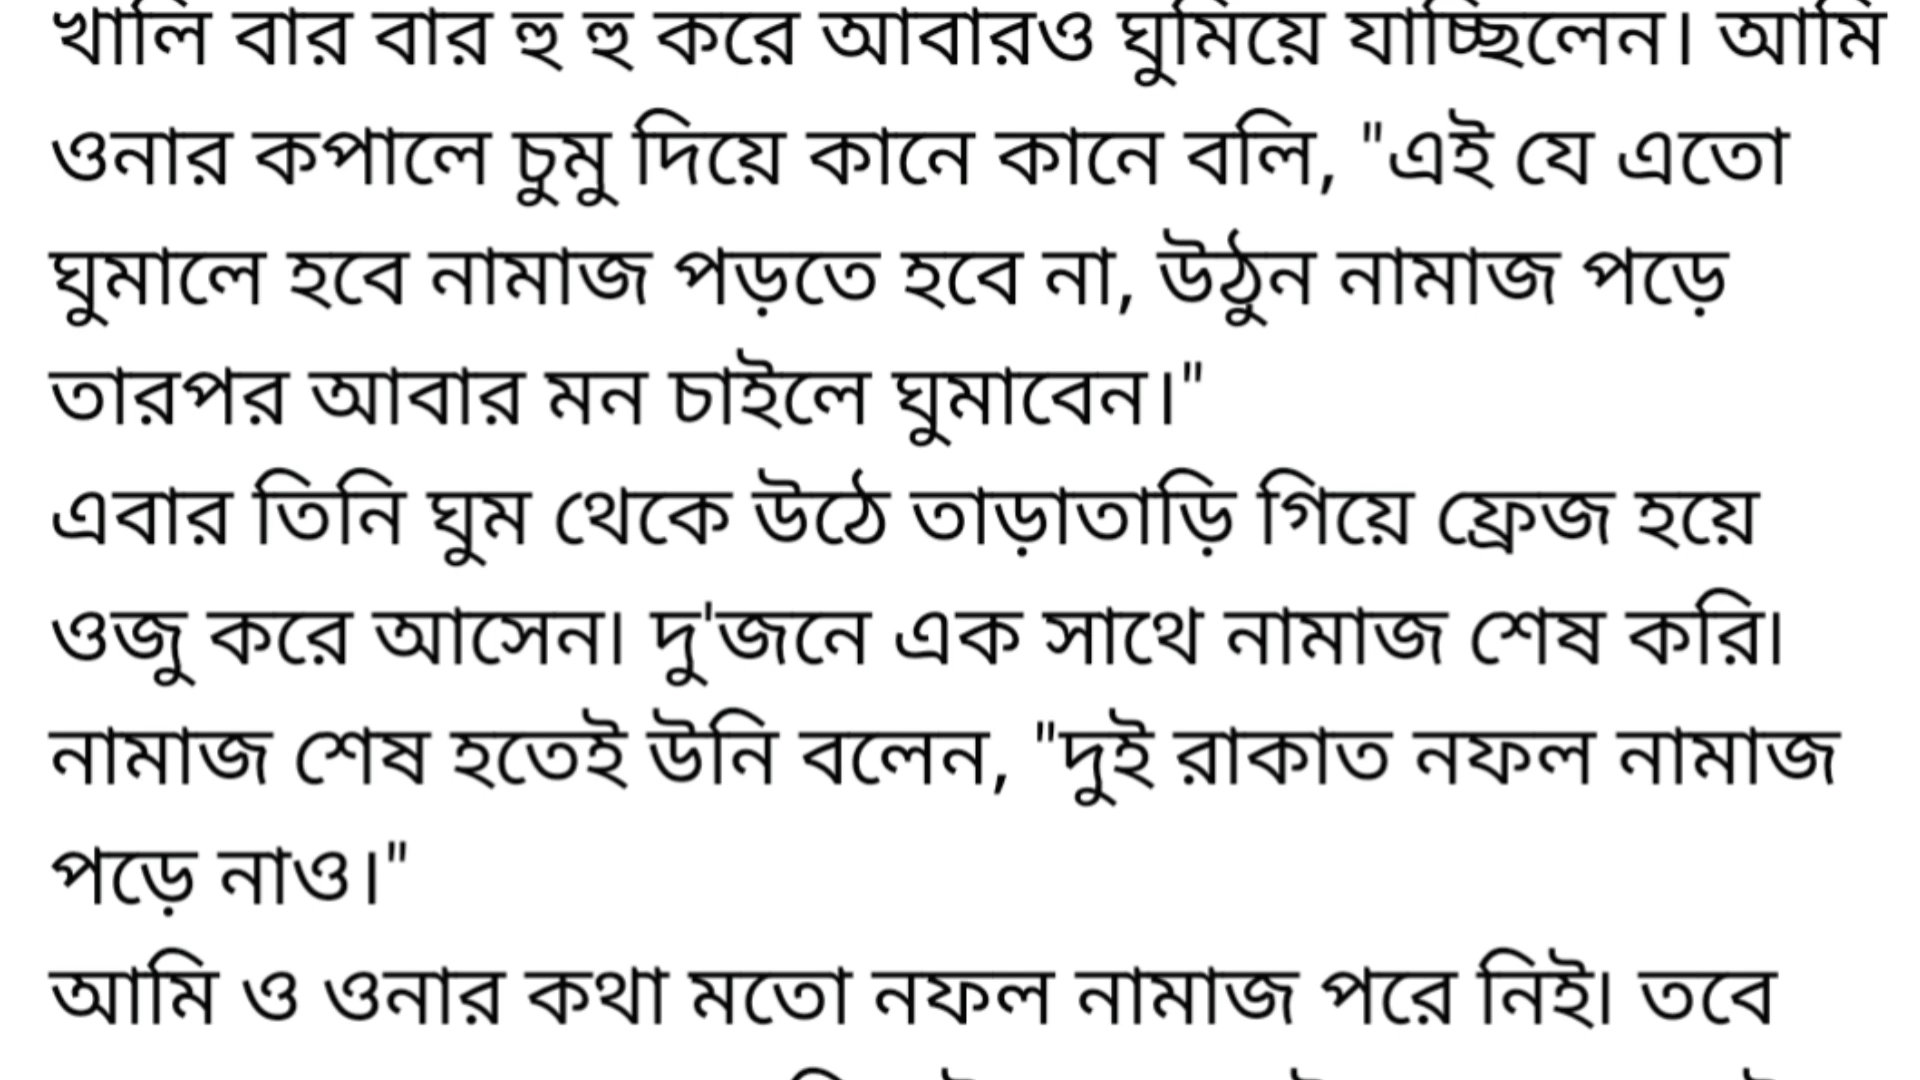 খালি বার বার হু হু করে আবারও ঘুমিয়ে যাচ্ছিলেন। আমি
ওনার কপালে চুমু দিয়ে কানে কানে বলি, "এই যে এতো
ঘুমালে হবে নামাজ পড়তে হবে না, উঠুন নামাজ পড়ে
তারপর আবার মন চাইলে ঘুমাবেন।"
এবার তিনি ঘুম থেকে উঠে তাড়াতাড়ি গিয়ে ফ্রেজ হয়ে
ওজু করে আসেন। দু'জনে এক সাথে নামাজ শেষ করি।
নামাজ শেষ হতেই উনি বলেন, "দুই রাকাত নফল নামাজ
পড়ে নাও।"
আমি ও ওনার কথা মতো নফল নামাজ পরে নিই। তবে